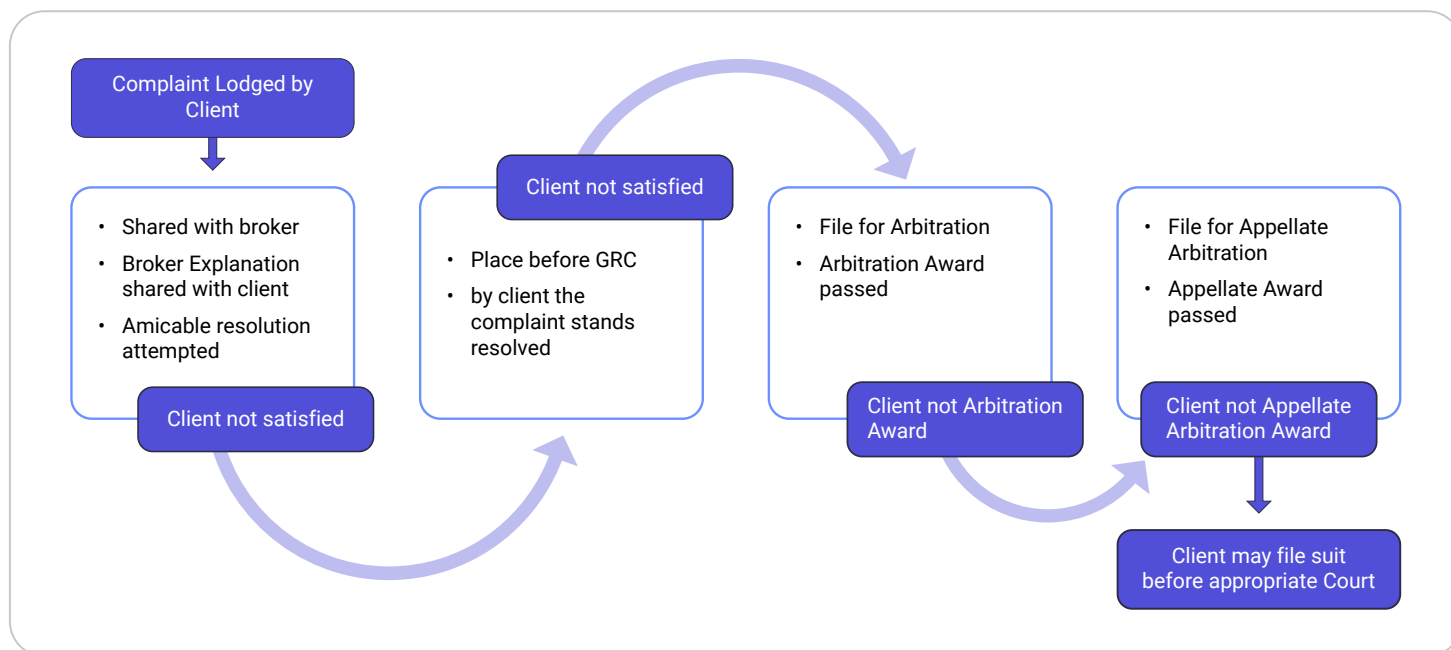 Complaint Lodged by
Client
• Shared with broker
• Broker Explanation
shared with client
• Amicable resolution
attempted
Client not satisfied
Client not satisfied
• Place before GRC
• by client the
complaint stands
resolved
• File for Arbitration
• Arbitration Award
passed
Client not Arbitration
Award
• File for Appellate
Arbitration
• Appellate Award
passed
Client not Appellate
Arbitration Award
Client may file suit
before appropriate Court